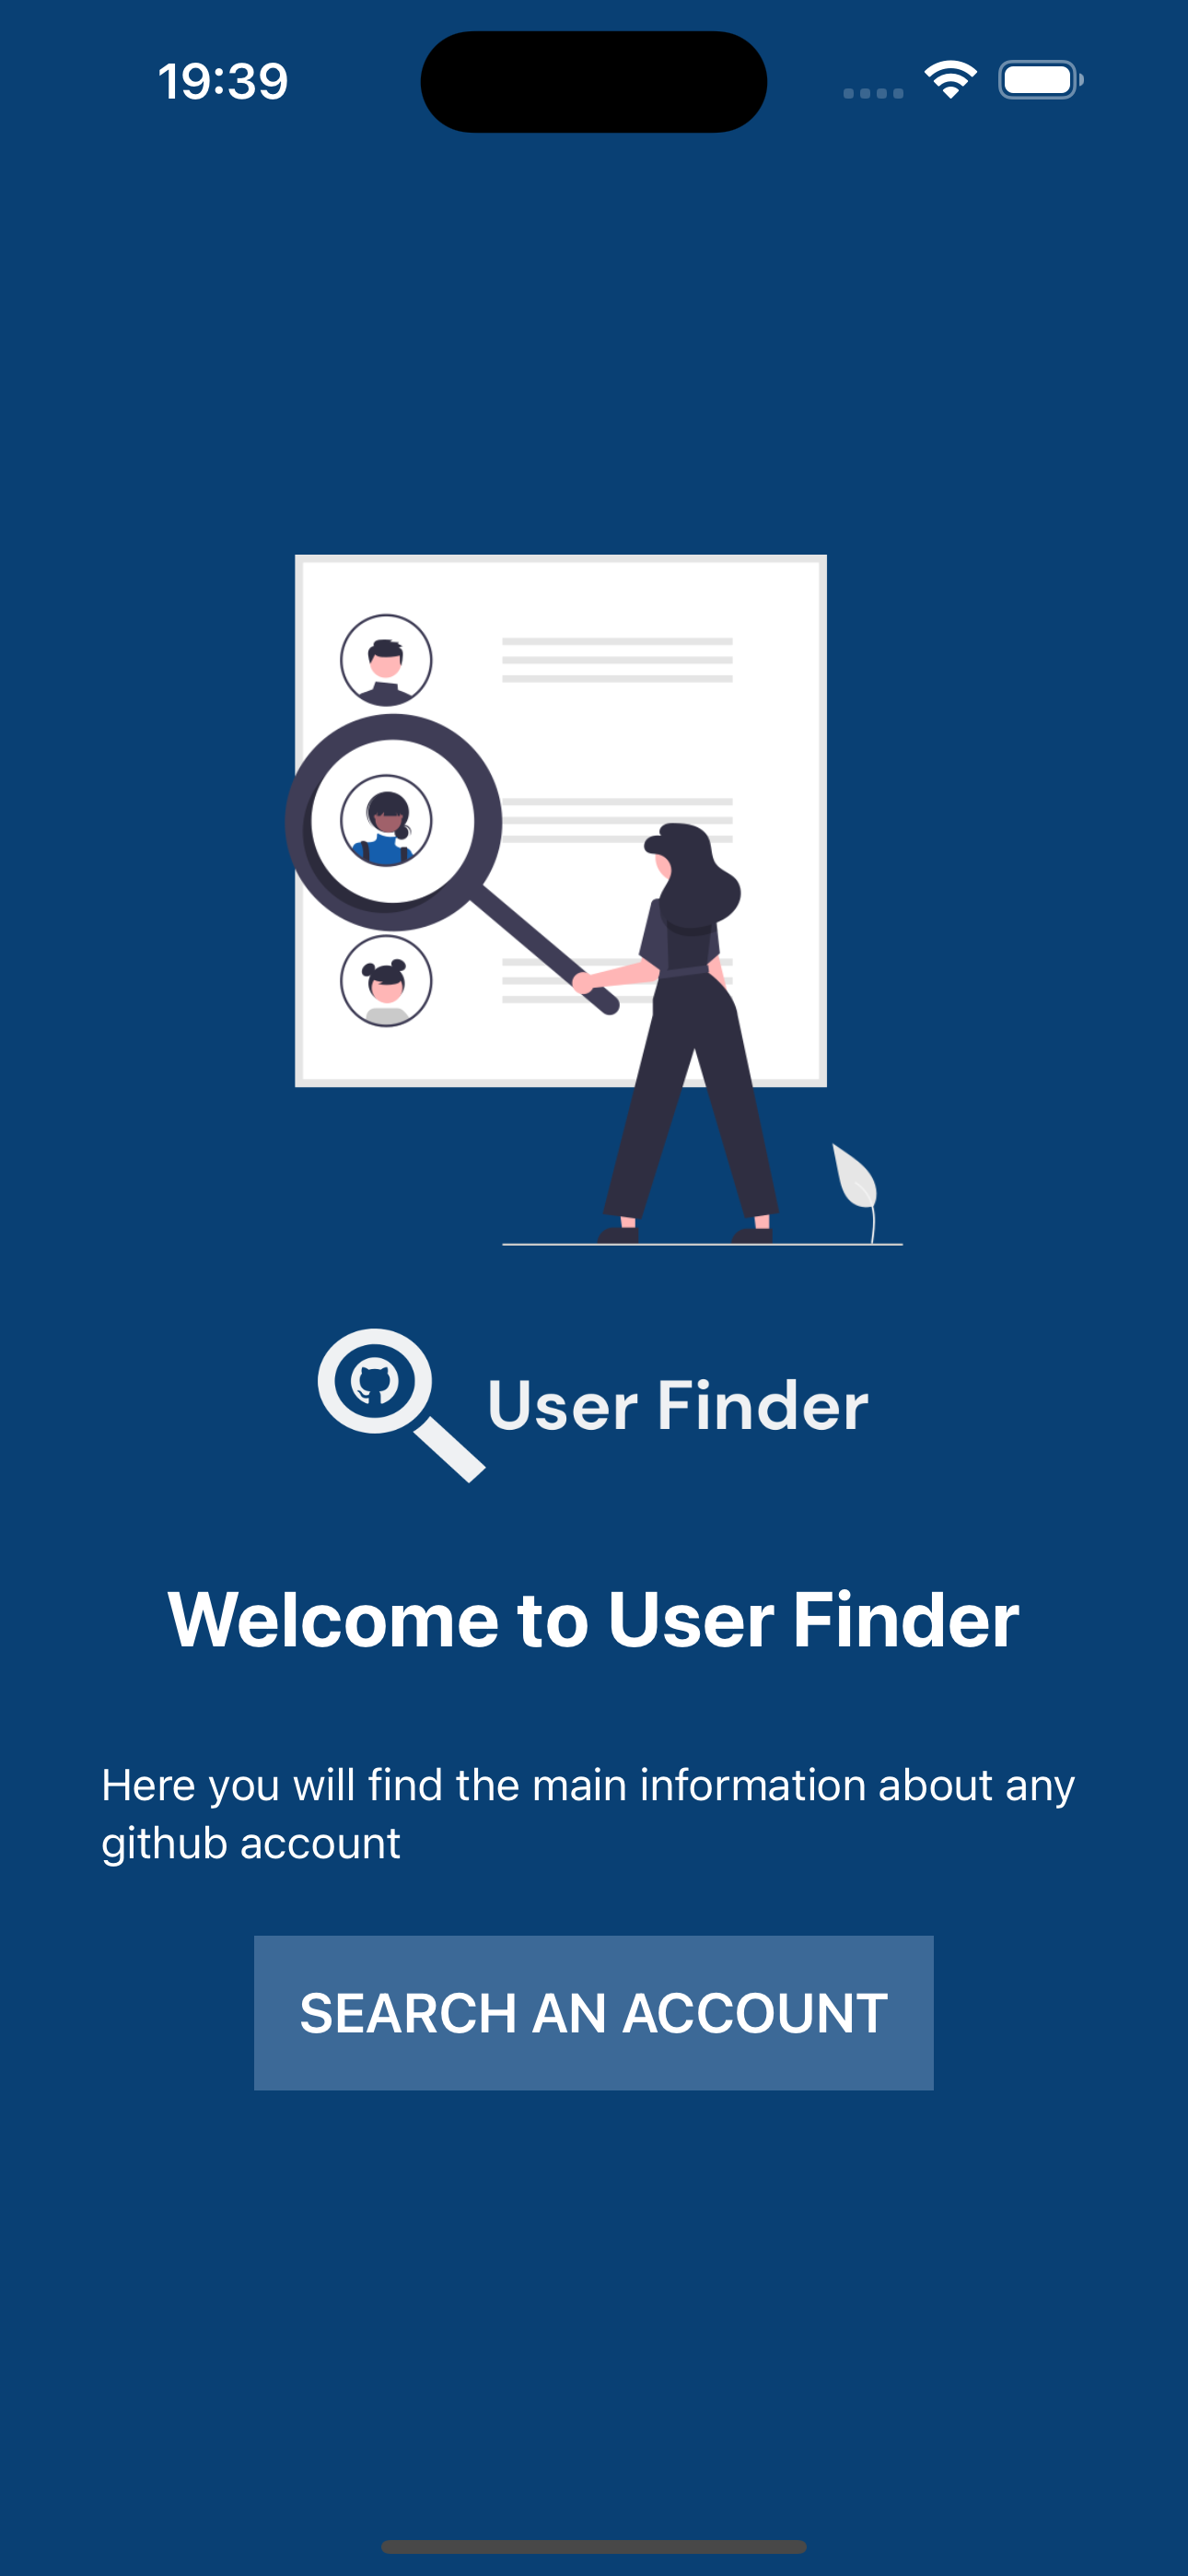 19:39
User Finder
Welcome to User Finder
Here you will find the main information about any
github account
SEARCH AN ACCOUNT